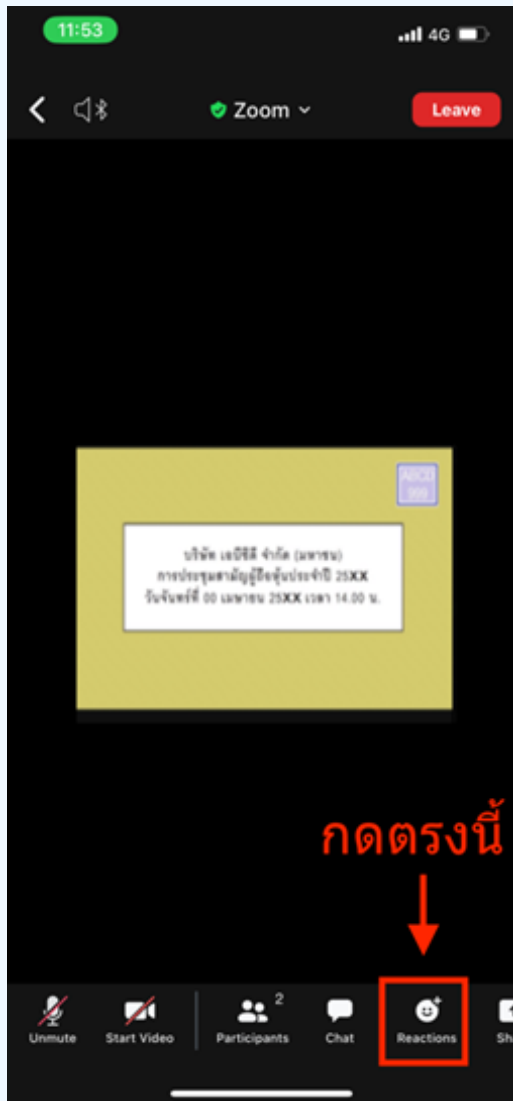 11:53
4G
Zoom
Leave
ABCD
999
บริษัท เอบีซีดี จำกัด (มหาชน)
การประชุมสามัญผู้ถือหุ้นประจำปี 25XX
วันจันทร์ที่ 00 เมษายน 25XX เวลา 14.00 น.
กดตรงนี้
2
Unmute
Start Video
Participants
Chat
Reactions
Sh